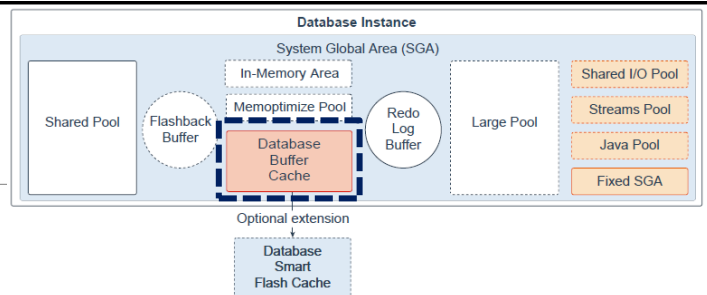 Database Instance
System Global Area (SGA)
Shared Pool
Flashback
Buffer
In-Memory Area
Memoptimize Pool
Database
Buffer
Cache
Redo
Log
Buffer
Large Pool
Shared I/O Pool
Streams Pool
Java Pool
Fixed SGA
Optional extension
Database
Smart
Flash Cache